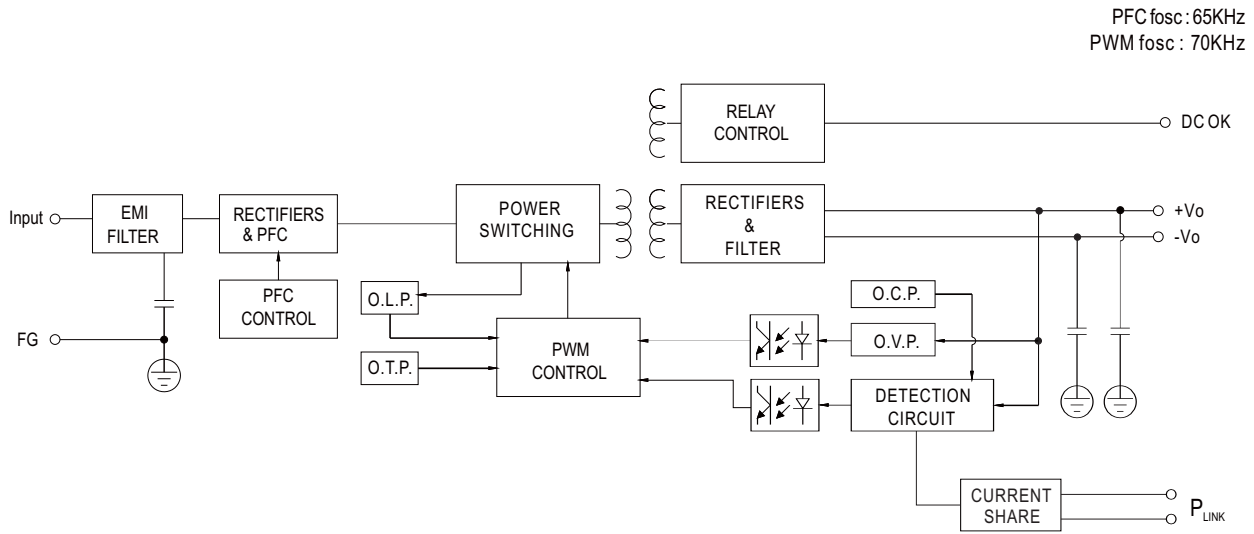 PFC fosc : 65KHz
PWM fosc : 70KHz
RELAY
CONTROL
DC OK
Input
EMI
FILTER
RECTIFIERS
& PFC
POWER
SWITCHING
RECTIFIERS
&
FILTER
+Vo
-Vo
PFC
CONTROL
O.L.P.
O.C.P.
FG
O.T.P.
PWM
CONTROL
O.V.P.
DETECTION
CIRCUIT
CURRENT
SHARE
PLINK